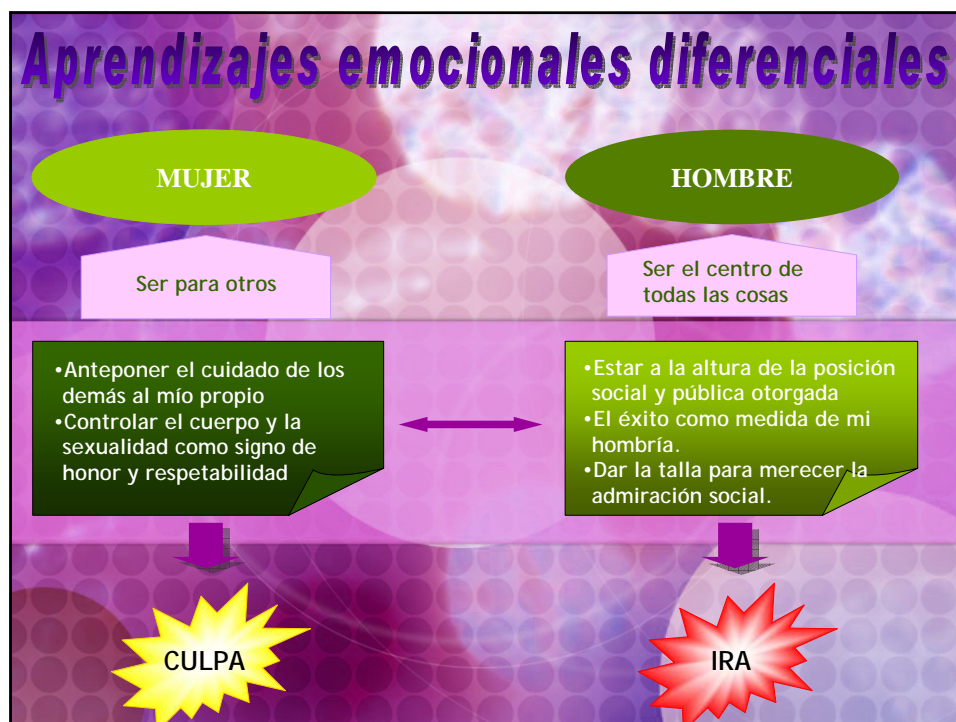 Aprendizajes emocionales diferenciales
MUJER
HOMBRE
Ser para otros
Ser el centro de
todas las cosas
•Anteponer el cuidado de los
demás al mío propio
•Controlar el cuerpo y la
sexualidad como signo de
honor y respetabilidad
•Estar a la altura de la posición
social y pública otorgada
•El éxito como medida de mi
hombría.
•Dar la talla para merecer la
admiración social.
CULPA
IRA